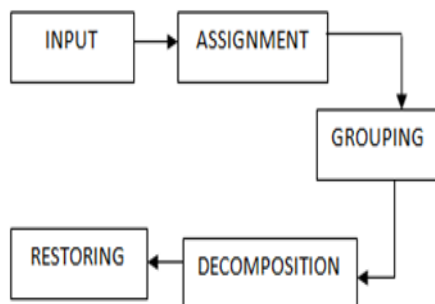 INPUT
ASSIGNMENT
GROUPING
DECOMPOSITION
RESTORING